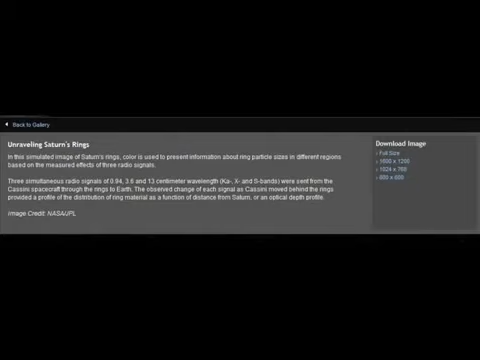 Back to Gallery
Unraveling Saturn's Rings
In this simulated image of Saturn's rings, color is used to present information about ring particle sizes in different regions
based on the measured effects of three radio signals.
Three simultaneous radio signals of 0.94, 3.6 and 13 centimeter wavelength (Ka-, X- and S-bands) were sent from the
Cassini spacecraft through the rings to Earth. The observed change of each signal as Cassini moved behind the rings
provided a profile of the distribution of ring material as a function of distance from Saturn, or an optical depth profile.
Image Credit: NASA/JPL
Download Image
› Full Size
› 1600 x 1200
› 1024 x 768
› 800 x 600